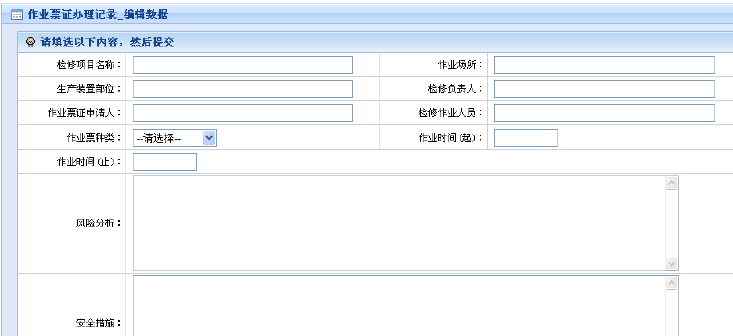 作业票证办理记录_编辑数据
请填选以下内容，然后提交
检修项目名称： 作业场所：
生产装置部位： 检修负责人：
作业票证申请人： 检修作业人员：
作业票种类： --请选择-- 作业时间(起)：
作业时间(止)：
风险分析：
安全措施：